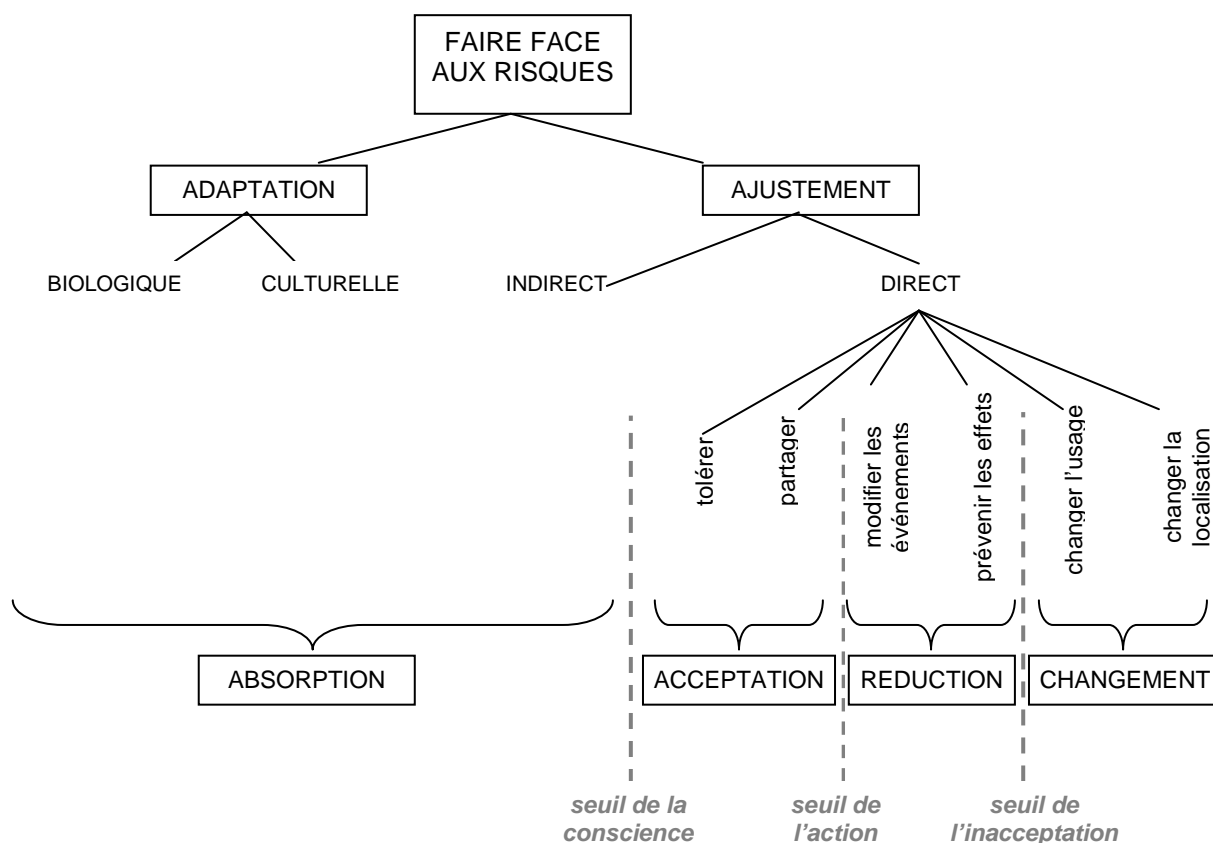 FAIRE FACE
AUX RISQUES
ADAPTATION
AJUSTEMENT
BIOLOGIQUE
CULTURELLE
INDIRECT
DIRECT
tolérer
partager
modifier les
événements
prévenir les effets
changer l'usage
changer la
localisation
ABSORPTION
ACCEPTATION
REDUCTION
CHANGEMENT
seuil de la
conscience
seuil de
l'action
seuil de
l'inacceptation